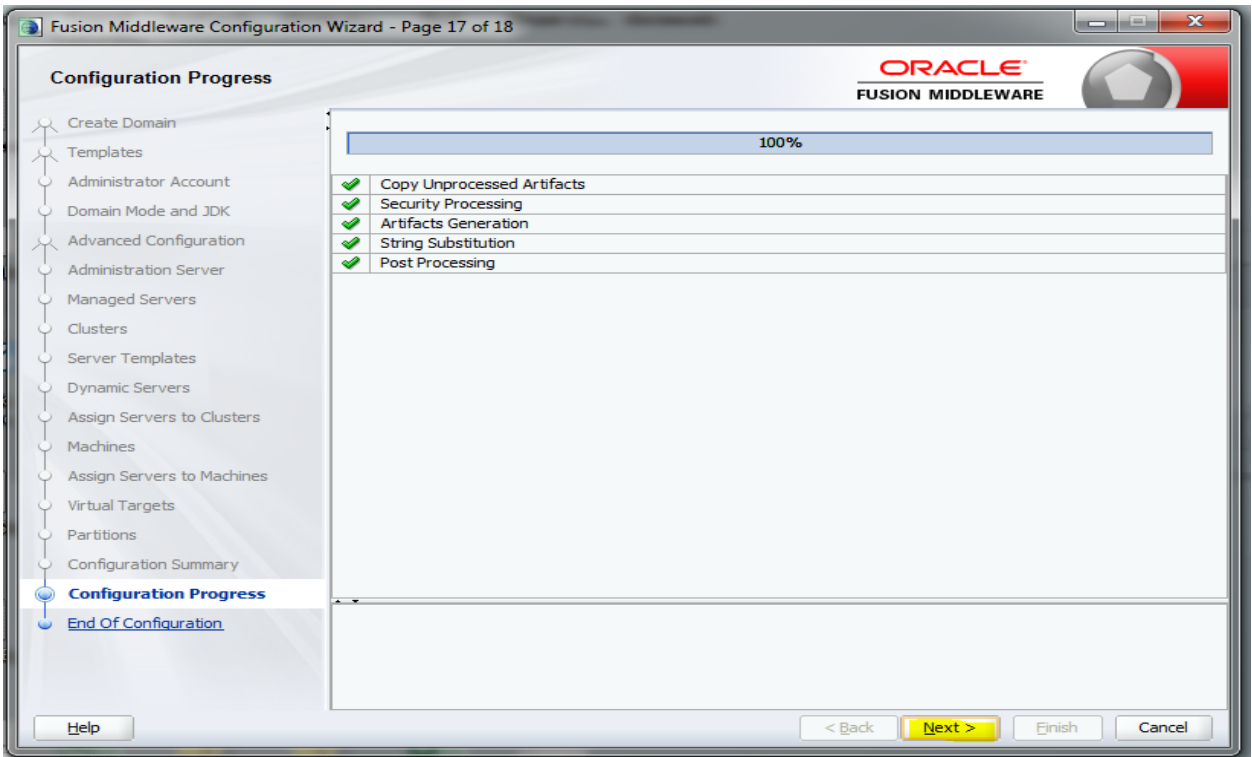 Fusion Middleware Configuration Wizard - Page 17 of 18
Configuration Progress
ORACLE
FUSION MIDDLEWARE
Create Domain
Templates
Administrator Account
Domain Mode and JDK
Advanced Configuration
Administration Server
Managed Servers
Clusters
Server Templates
Dynamic Servers
Assign Servers to Clusters
Machines
Assign Servers to Machines
Virtual Targets
Partitions
Configuration Summary
Configuration Progress
End Of Configuration
100%
Copy Unprocessed Artifacts
Security Processing
Artifacts Generation
String Substitution
Post Processing
Help
< Back
Next >
Finish
Cancel